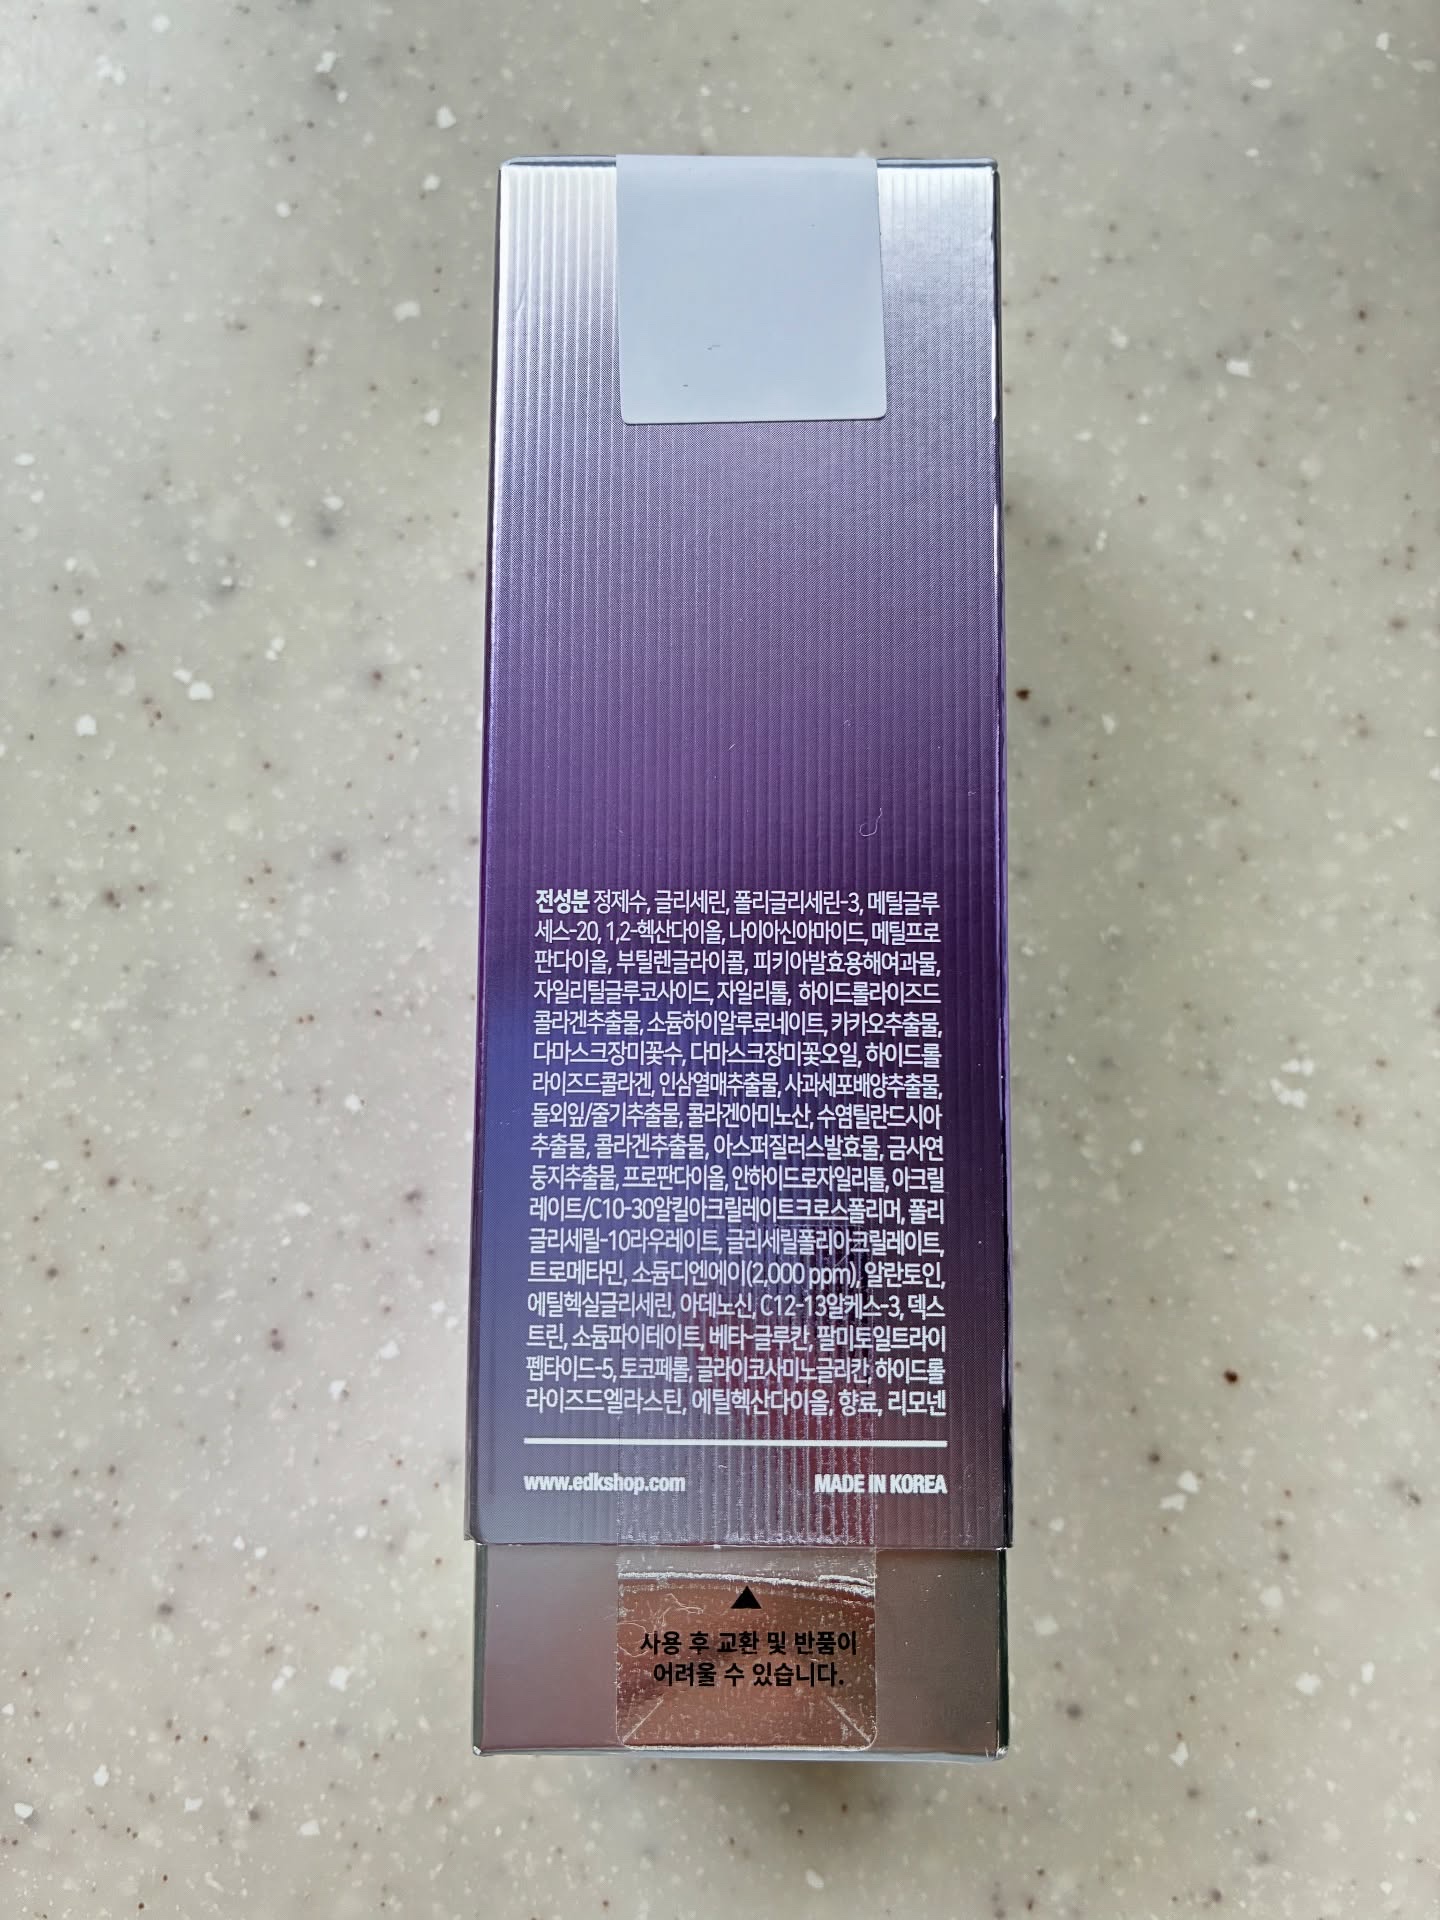 전성분 정제수, 글리세린, 폴리글리세린-3, 메틸글루
세스-20, 1,2-헥산다이올, 나이아신아마이드, 메틸프로
판다이올, 부틸렌글라이콜, 피키아발효용해여과물,
자일리틸글루코사이드, 자일리톨, 하이드롤라이즈드
콜라겐추출물, 소듐하이알루로네이트, 카카오추출물,
다마스크장미꽃수, 다마스크장미꽃오일, 하이드롤
라이즈드콜라겐, 인삼열매추출물, 사과세포배양추출물,
돌외잎/줄기추출물, 콜라겐아미노산, 수염틸란드시아
추출물, 콜라겐추출물, 아스퍼질러스발효물, 금사연
둥지추출물, 프로판다이올, 안하이드로자일리톨, 아크릴
레이트/C10-30알킬아크릴레이트크로스폴리머, 폴리
글리세릴-10라우레이트, 글리세릴폴리아크릴레이트,
트로메타민, 소듐디엔에이(2,000 ppm), 알란토인,
에틸헥실글리세린, 아데노신, C12-13알케스-3, 덱스
트린, 소듐파이테이트, 베타-글루칸, 팔미토일트라이
펩타이드-5, 토코페롤, 글라이코사미노글리칸, 하이드롤
라이즈드엘라스틴, 에틸헥산다이올, 향료, 리모넨
www.edkshop.com MADE IN KOREA
사용 후 교환 및 반품이
어려울 수 있습니다.